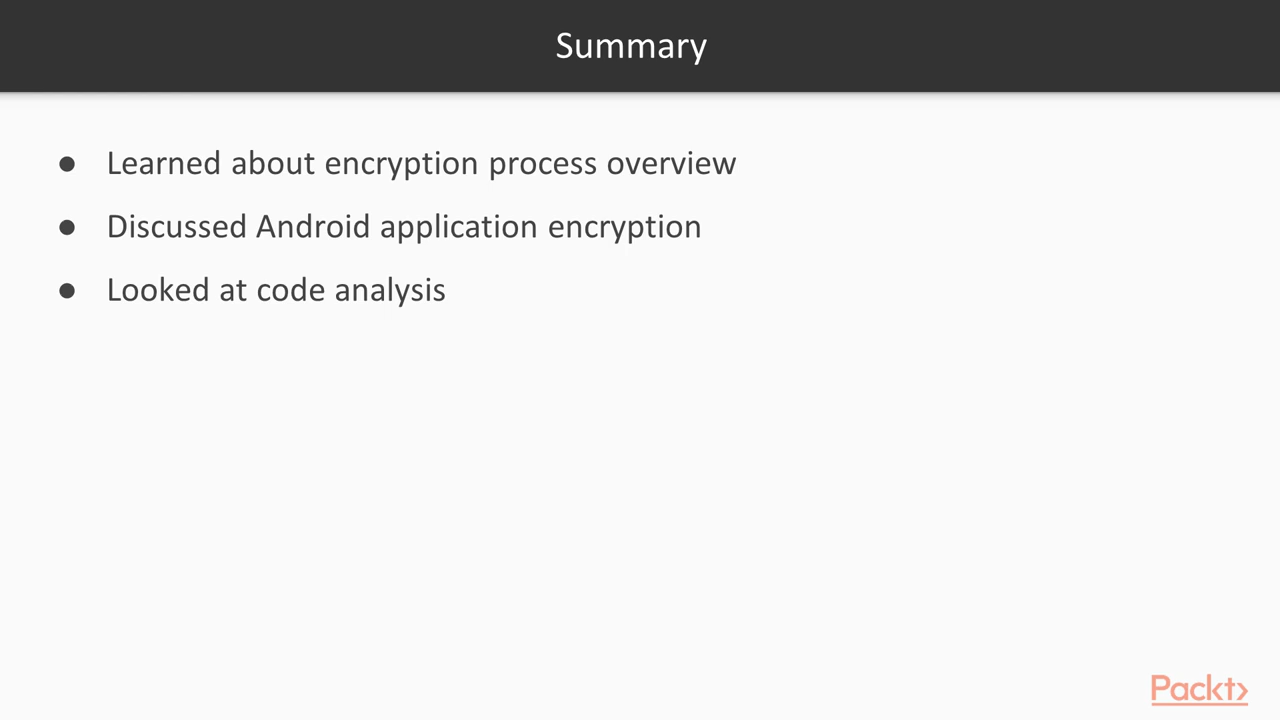 Summary
● Learned about encryption process overview
● Discussed Android application encryption
● Looked at code analysis
Packt>